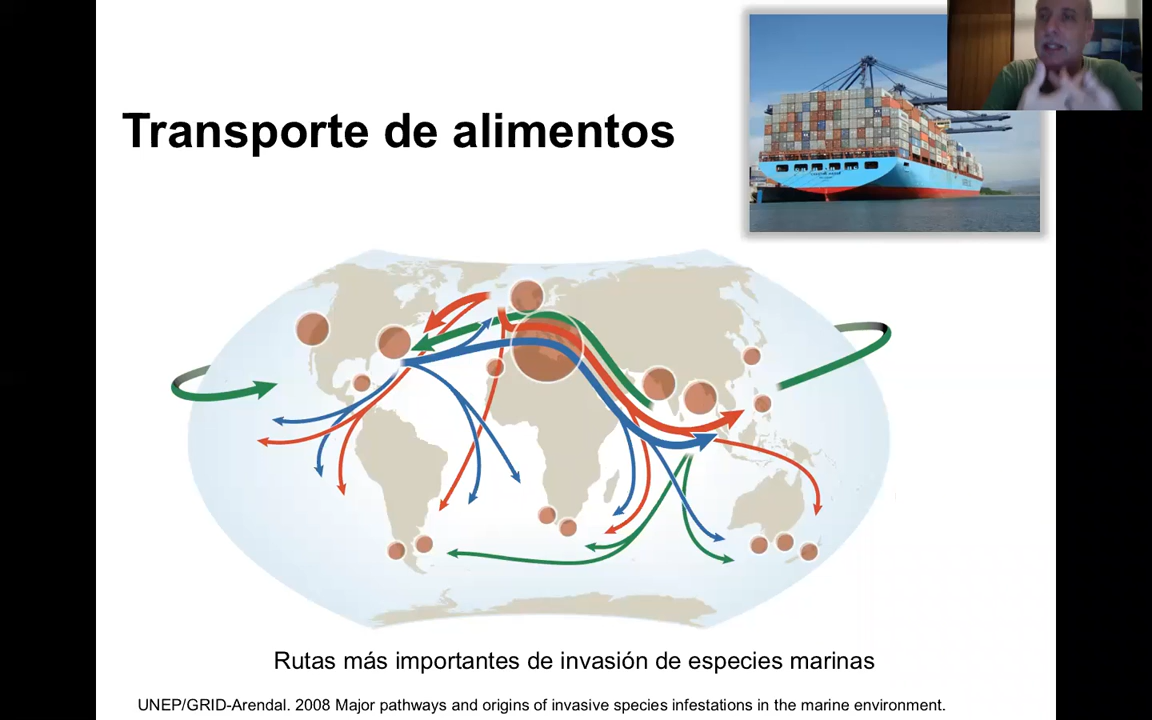 Transporte de alimentos
Rutas más importantes de invasión de especies marinas
UNEP/GRID-Arendal. 2008 Major pathways and origins of invasive species infestations in the marine environment.